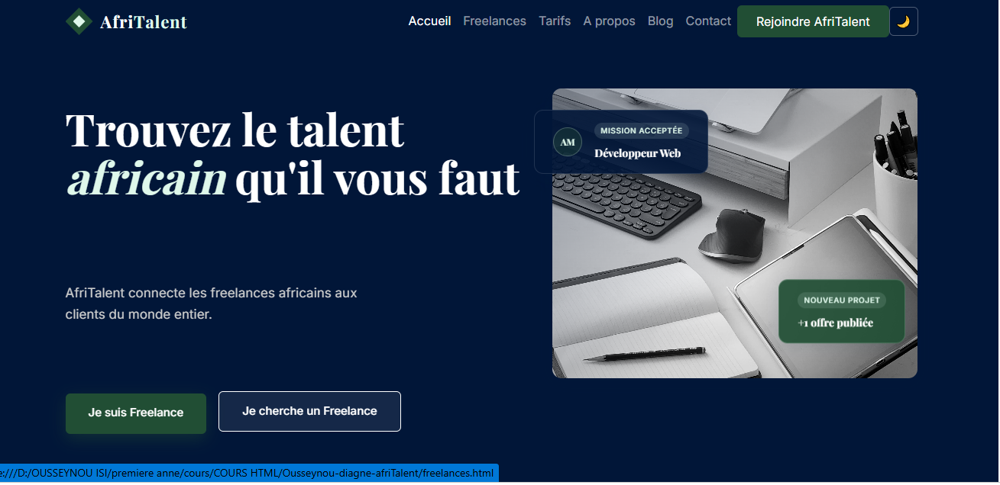 AfriTalent
Accueil Freelances Tarifs A propos Blog Contact Rejoindre AfriTalent
Trouvez le talent
africain qu'il vous faut
MISSION ACCEPTÉE
AM
Développeur Web
AfriTalent connecte les freelances africains aux
clients du monde entier.
NOUVEAU PROJET
+1 offre publiée
Je suis Freelance Je cherche un Freelance
e:///D:/OUSSEYNOU ISI/premiere anne/cours/COURS HTML/Ousseynou-diagne-afriTalent/freelances.html